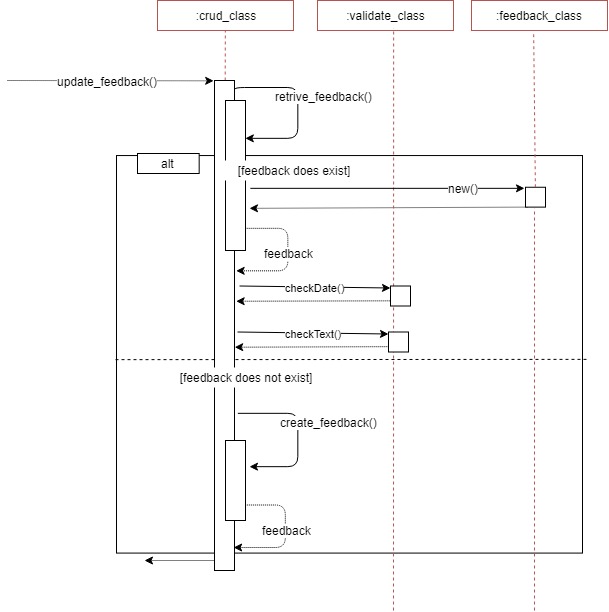 :crud_class
:validate_class
:feedback_class
update_feedback()
retrive_feedback()
alt
[feedback does exist]
new()
feedback
checkDate()
checkText()
[feedback does not exist]
create_feedback()
feedback